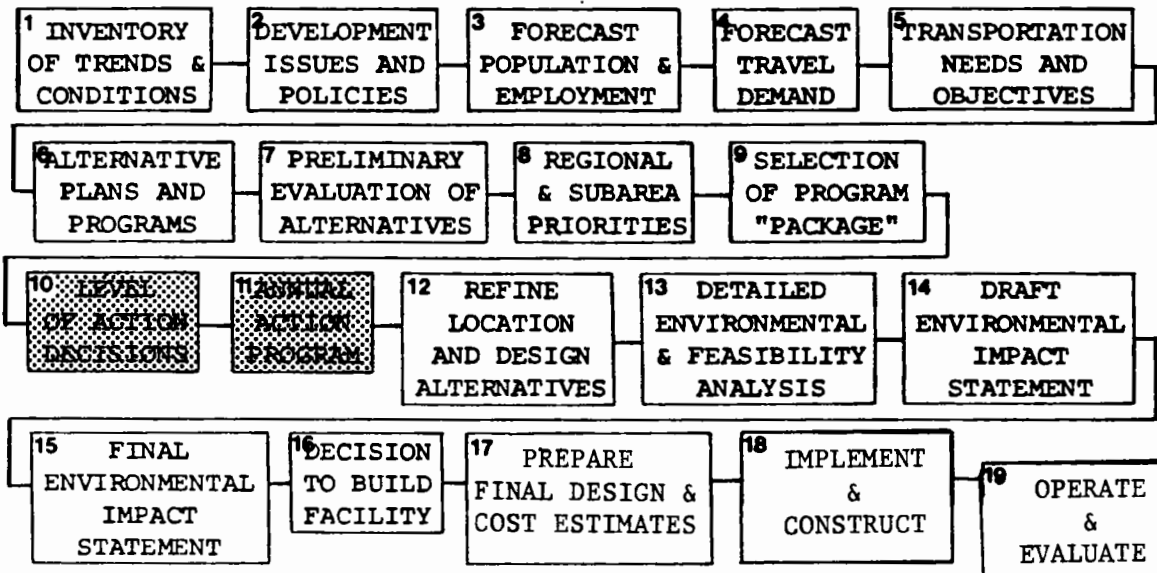 1 INVENTORY
OF TRENDS &
CONDITIONS
2 DEVELOPMENT
ISSUES AND
POLICIES
3 FORECAST
POPULATION &
EMPLOYMENT
4 FORECAST
TRAVEL
DEMAND
5 TRANSPORTATION
NEEDS AND
OBJECTIVES
6 ALTERNATIVE
PLANS AND
PROGRAMS
7 PRELIMINARY
EVALUATION OF
ALTERNATIVES
8 REGIONAL
& SUBAREA
PRIORITIES
9 SELECTION
OF PROGRAM
"PACKAGE"
10 LEVEL
OF ACTION
DECISIONS
11 ANNUAL
ACTION
PROGRAM
12 REFINE
LOCATION
AND DESIGN
ALTERNATIVES
13 DETAILED
ENVIRONMENTAL
& FEASIBILITY
ANALYSIS
14 DRAFT
ENVIRONMENTAL
IMPACT
STATEMENT
15 FINAL
ENVIRONMENTAL
IMPACT
STATEMENT
16 DECISION
TO BUILD
FACILITY
17 PREPARE
FINAL DESIGN &
COST ESTIMATES
18 IMPLEMENT
&
CONSTRUCT
19 OPERATE
&
EVALUATE